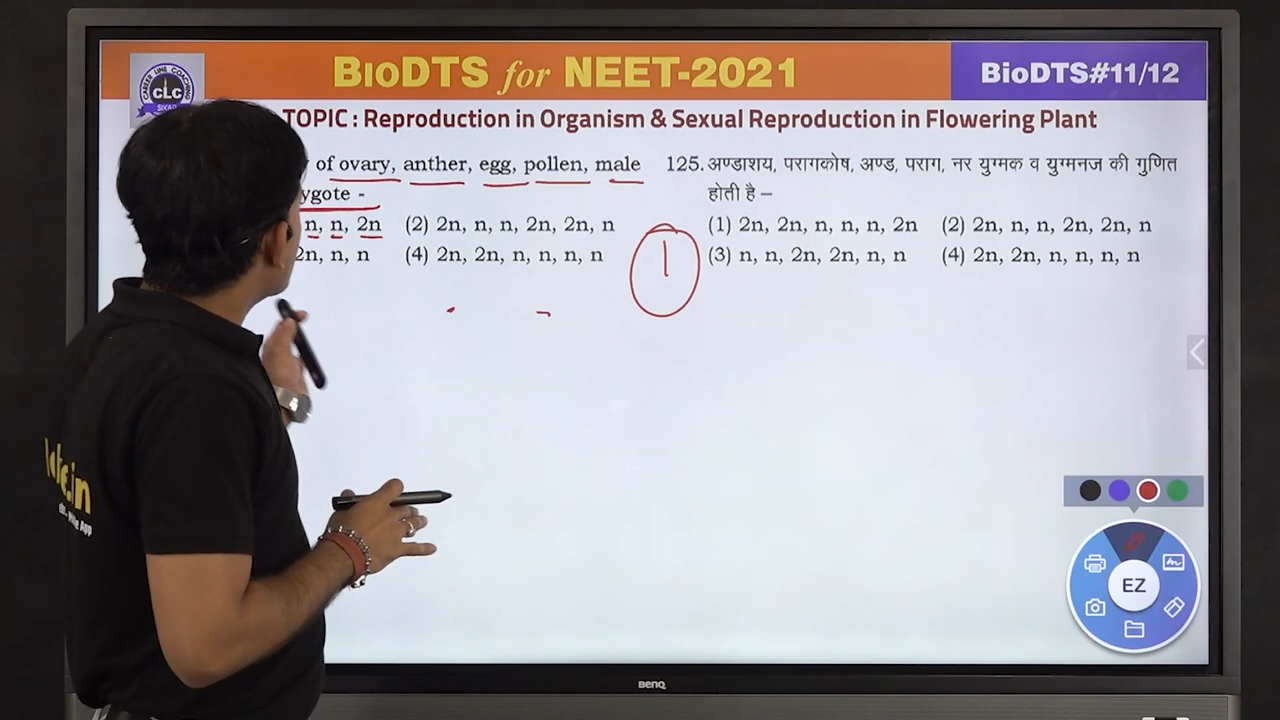 BioDTS for NEET-2021
BioDTS#11/12
CLC
TOPIC : Reproduction in Organism & Sexual Reproduction in Flowering Plant
of ovary, anther, egg, pollen, male
ygote -
n, n, 2n (2) 2n, n, n, 2n, 2n, n
2n, n, n (4) 2n, 2n, n, n, n, n
125. अण्डाशय, परागकोष, अण्ड, पराग, नर युग्मक व युग्मनज की गुणित
होती है –
(1) 2n, 2n, n, n, n, 2n (2) 2n, n, n, 2n, 2n, n
(3) n, n, 2n, 2n, n, n (4) 2n, 2n, n, n, n, n
1
EZ
BenQ